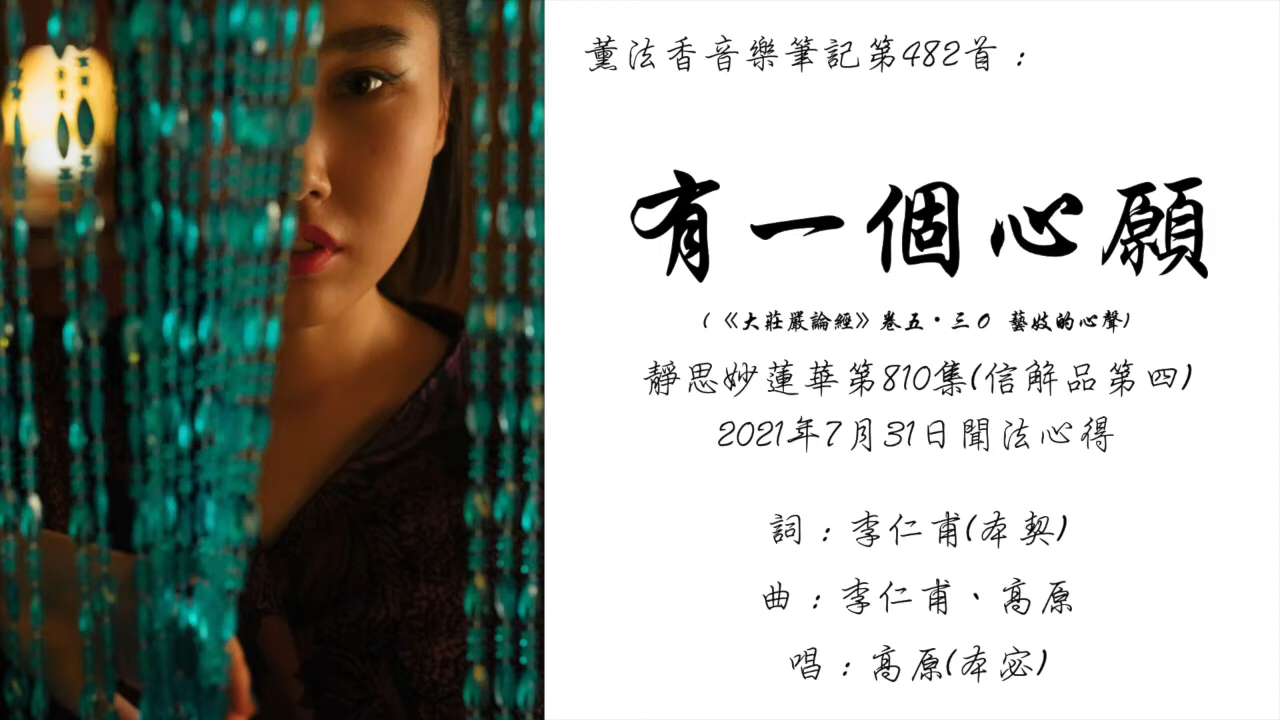 薰法香音樂筆記第482首：
有一個心願
(《大莊嚴論經》卷五·三０ 藝妓的心聲)
靜思妙蓮華第810集(信解品第四)
2021年7月31日聞法心得
詞：李仁甫(本契)
曲：李仁甫、高原
唱：高原(本宓)